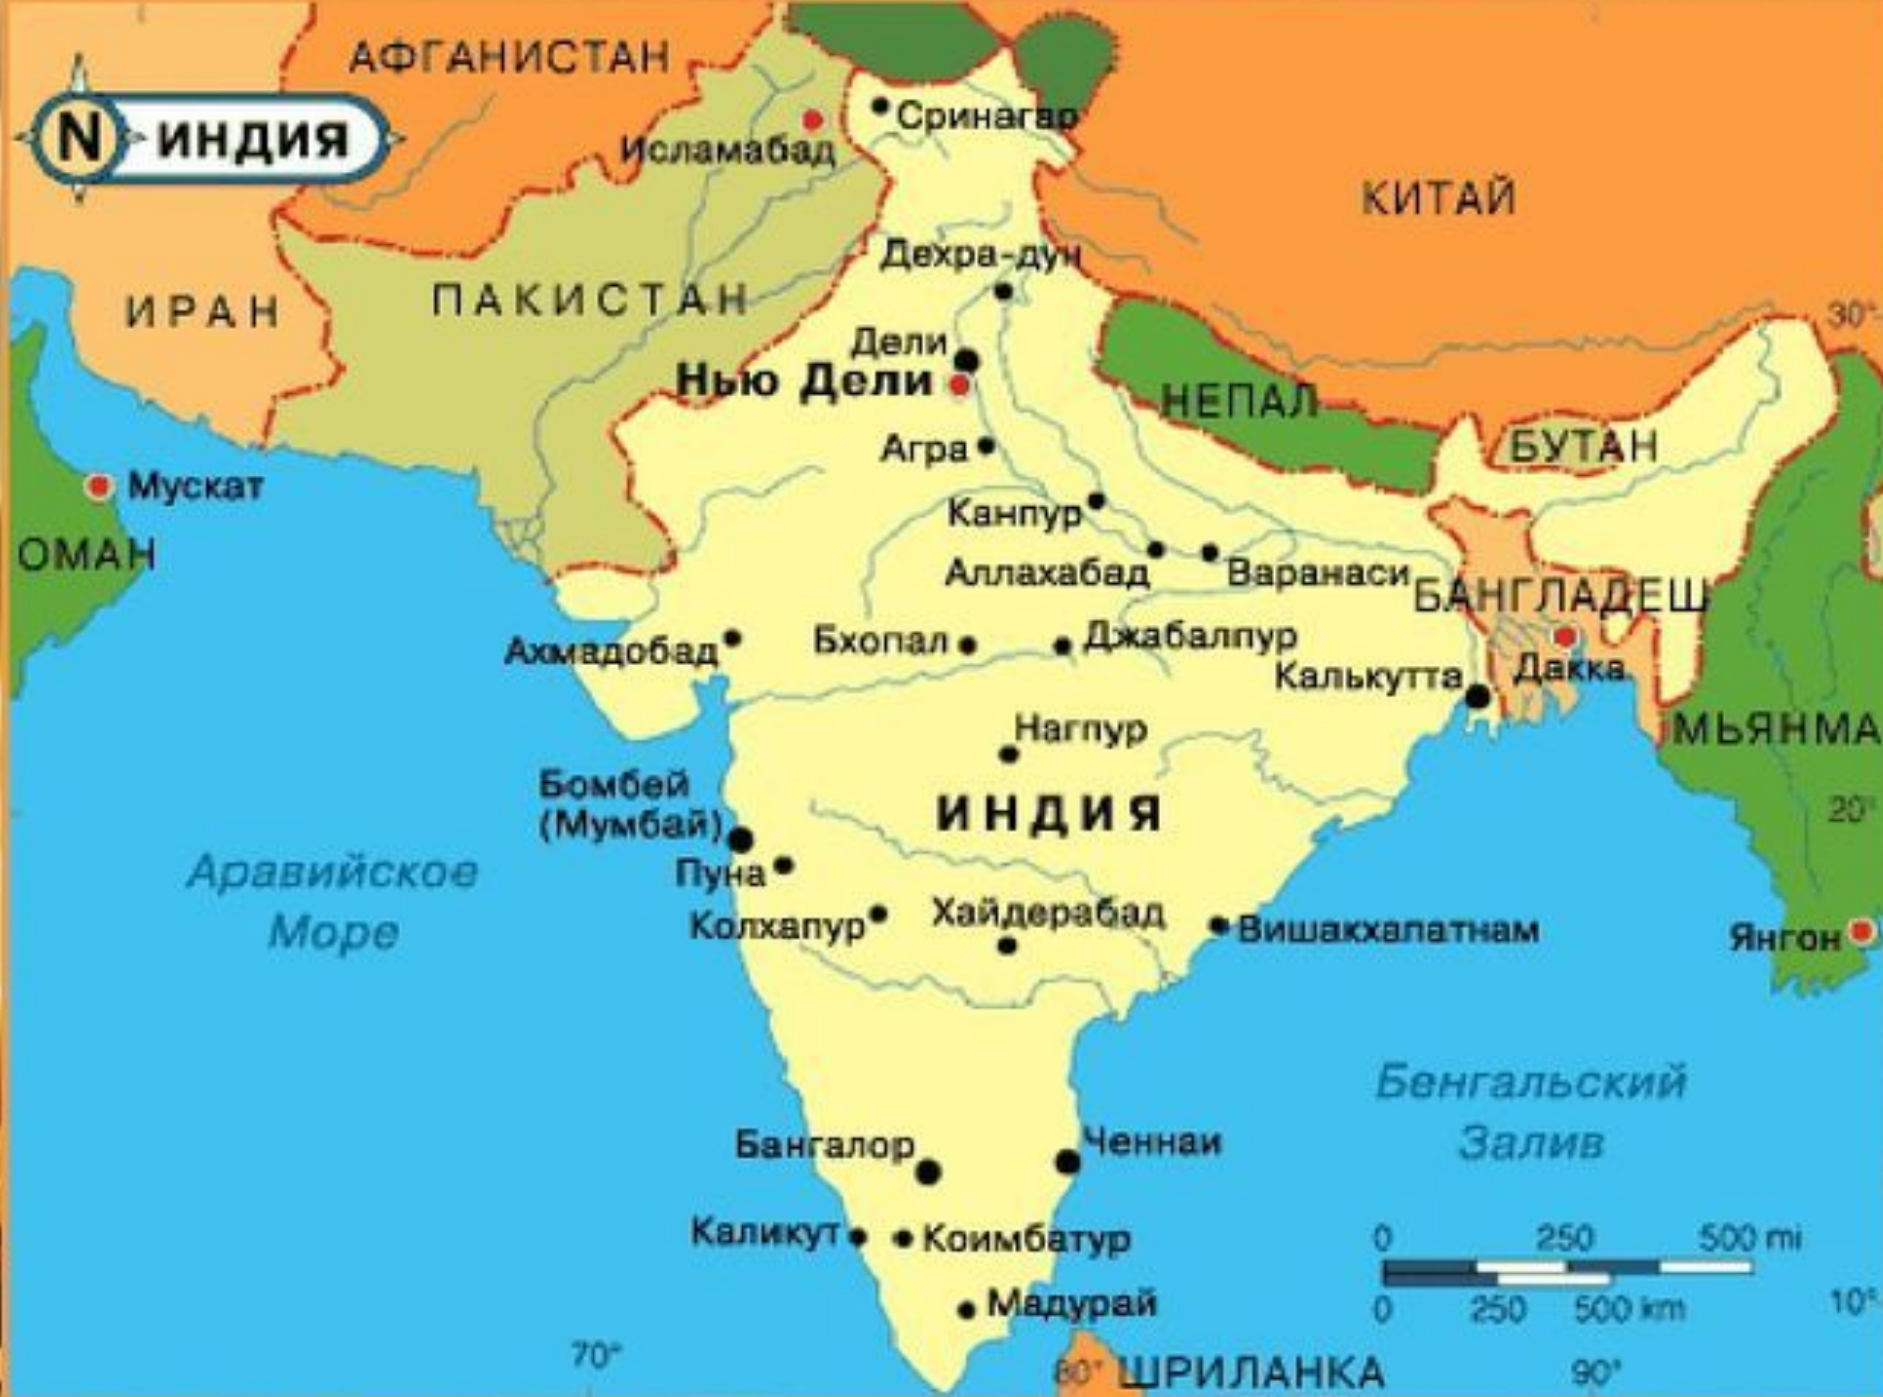 АФГАНИСТАН
N ИНДИЯ
Сринагар
Исламабад
КИТАЙ
Дехра-дун
ИРАН
ПАКИСТАН
30°
Дели
Нью Дели
НЕПАЛ
Агра
БУТАН
Мускат
Канпур
ОМАН
Аллахабад
Варанаси
БАНГЛАДЕШ
Ахмадобад
Бхопал
Джабалпур
Калькутта
Дакка
Нагпур
МЬЯНМА
Бомбей
(Мумбай)
ИНДИЯ
20°
Аравийское
Море
Пуна
Колхапур
Хайдерабад
Вишакхапатнам
Янгон
Бенгальский
Залив
Бангалор
Ченнаи
Каликут
Коимбатур
0 250 500 mi
0 250 500 km
Мадурай
10°
70°
80°
ШРИЛАНКА
90°